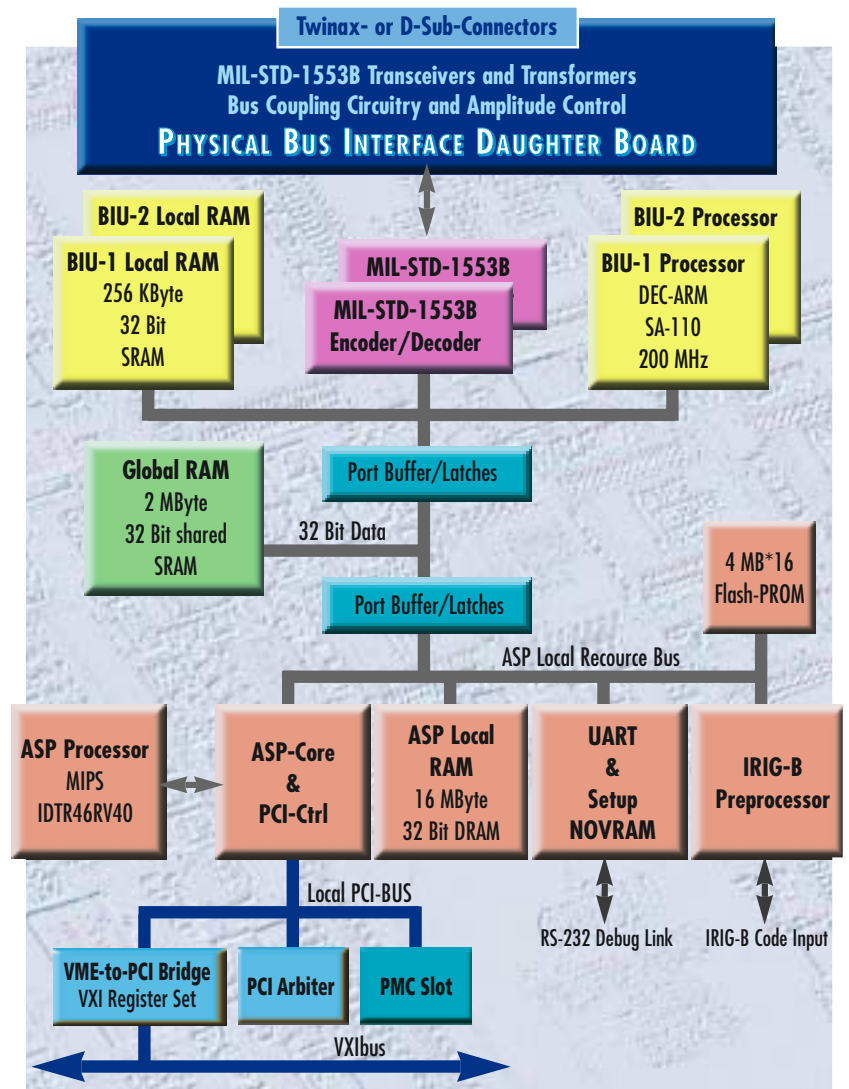 Twinax- or D-Sub-Connectors
MIL-STD-1553B Transceivers and Transformers
Bus Coupling Circuitry and Amplitude Control
PHYSICAL BUS INTERFACE DAUGHTER BOARD
BIU-2 Local RAM
BIU-1 Local RAM
256 KByte
32 Bit
SRAM
MIL-STD-1553B
MIL-STD-1553B
Encoder/Decoder
BIU-2 Processor
BIU-1 Processor
DEC-ARM
SA-110
200 MHz
Global RAM
2 MByte
32 Bit shared
SRAM
Port Buffer/Latches
32 Bit Data
Port Buffer/Latches
4 MB*16
Flash-PROM
ASP Local Recource Bus
ASP Processor
MIPS
IDTR46RV40
ASP-Core
&
PCI-Ctrl
ASP Local
RAM
16 MByte
32 Bit DRAM
UART
&
Setup
NOVRAM
IRIG-B
Preprocessor
Local PCI-BUS
RS-232 Debug Link
IRIG-B Code Input
VME-to-PCI Bridge
VXI Register Set
PCI Arbiter
PMC Slot
VXIbus